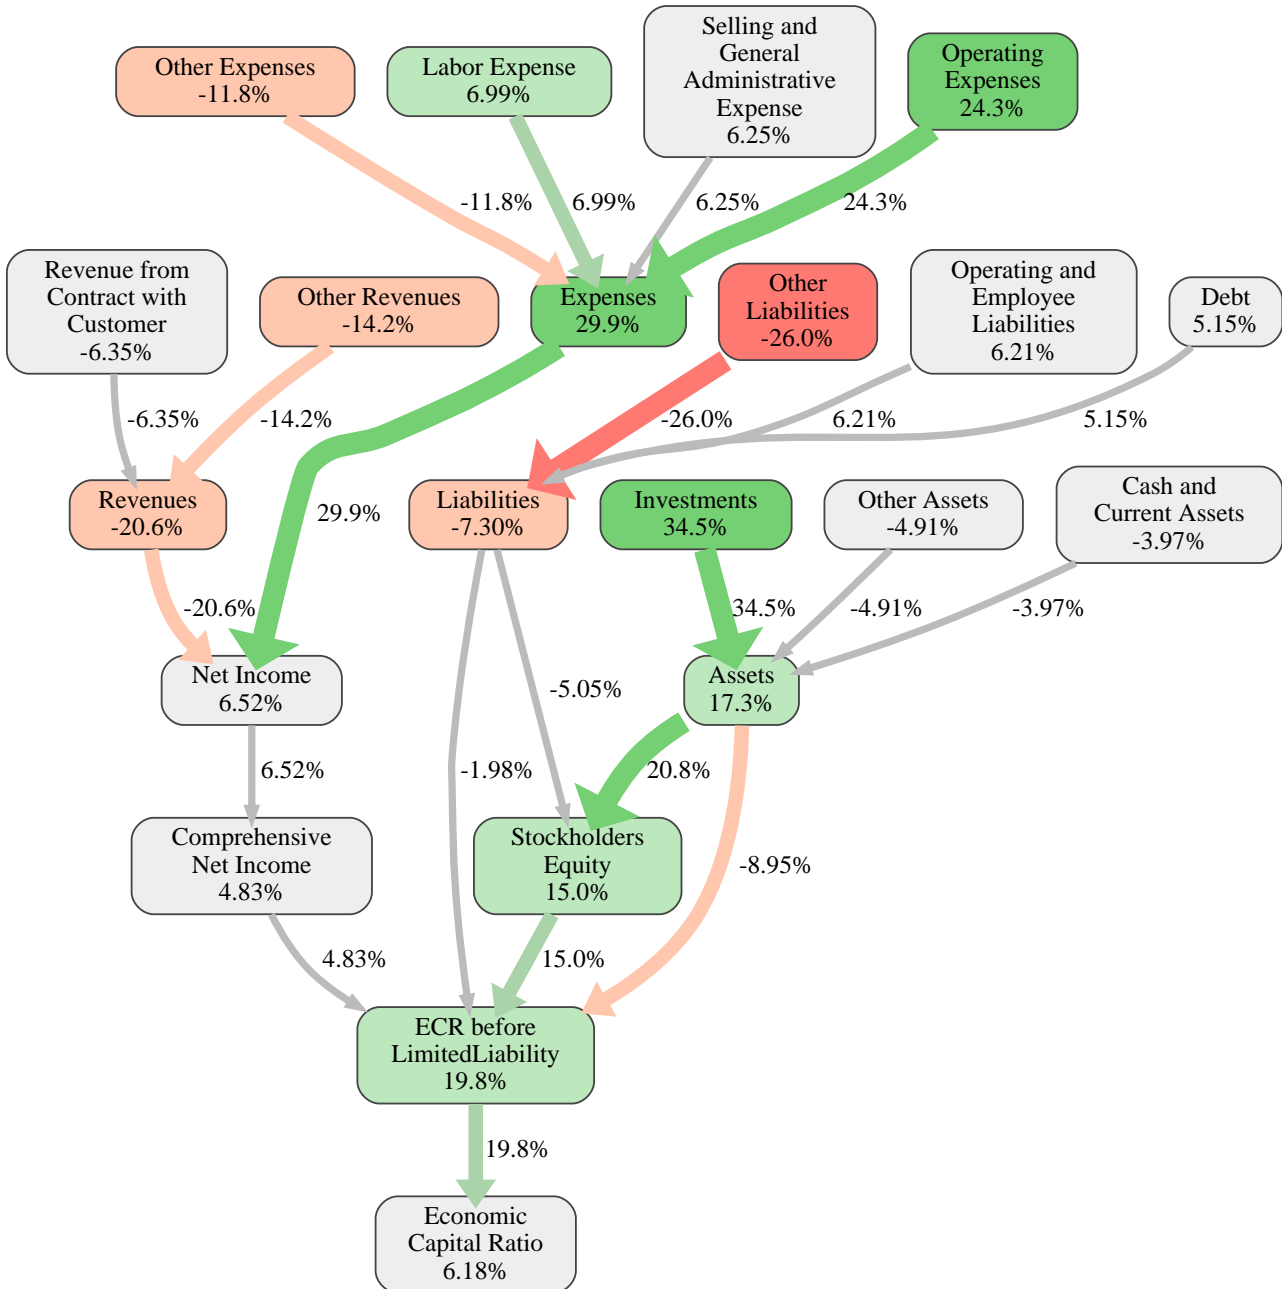 Other Expenses
-11.8%
Labor Expense
6.99%
Selling and
General
Administrative
Expense
6.25%
Operating
Expenses
24.3%
-11.8%
6.99%
6.25%
24.3%
Revenue from
Contract with
Customer
-6.35%
Other Revenues
-14.2%
Expenses
29.9%
Other
Liabilities
-26.0%
Operating and
Employee
Liabilities
6.21%
Debt
5.15%
-6.35%
-14.2%
-26.0%
6.21%
5.15%
Revenues
-20.6%
29.9%
Liabilities
-7.30%
Investments
34.5%
Other Assets
-4.91%
Cash and
Current Assets
-3.97%
-20.6%
34.5%
-4.91%
-3.97%
Net Income
6.52%
-5.05%
Assets
17.3%
6.52%
-1.98%
20.8%
Comprehensive
Net Income
4.83%
Stockholders
Equity
15.0%
-8.95%
4.83%
15.0%
ECR before
LimitedLiability
19.8%
19.8%
Economic
Capital Ratio
6.18%